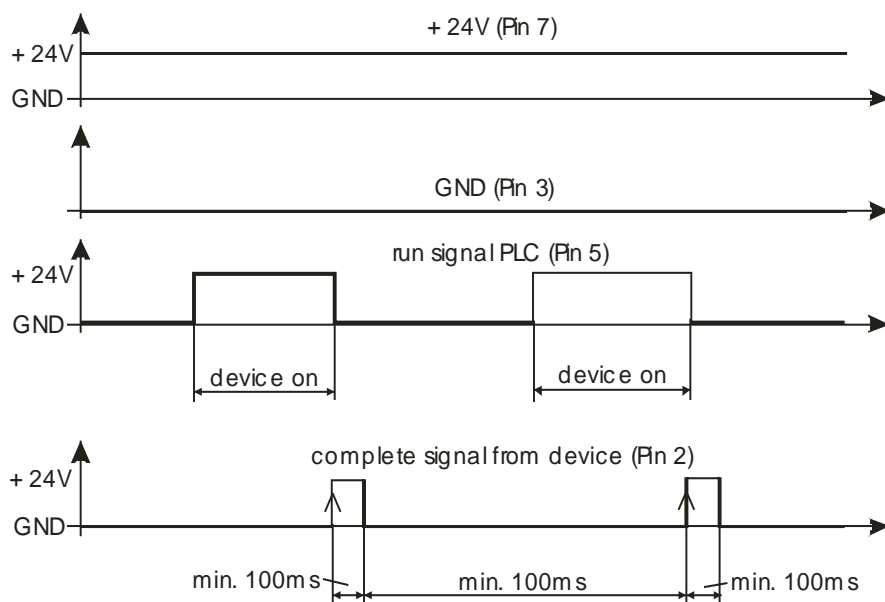 + 24V (Pin 7)
+ 24V
GND
GND (Pin 3)
run signal PLC (Pin 5)
+ 24V
GND
device on
device on
complete signal from device (Pin 2)
+ 24V
GND
min. 100ms
min. 100ms
min. 100ms